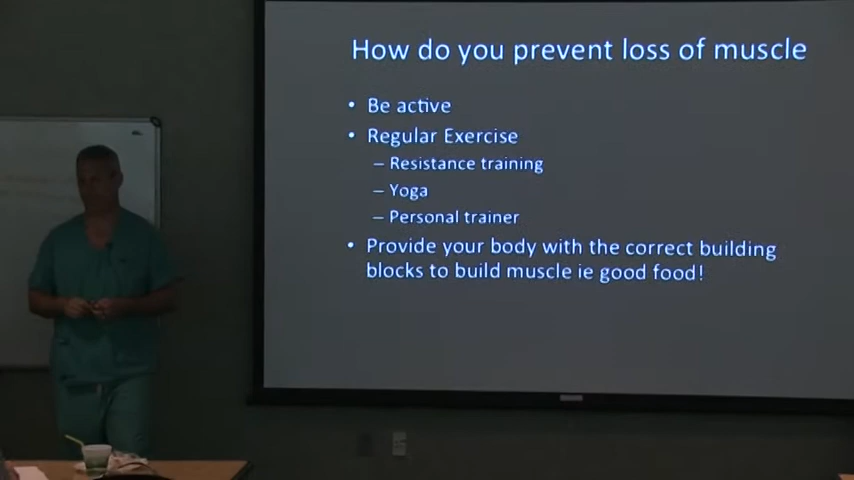 How do you prevent loss of muscle
• Be active
• Regular Exercise
– Resistance training
– Yoga
– Personal trainer
• Provide your body with the correct building
blocks to build muscle ie good food!